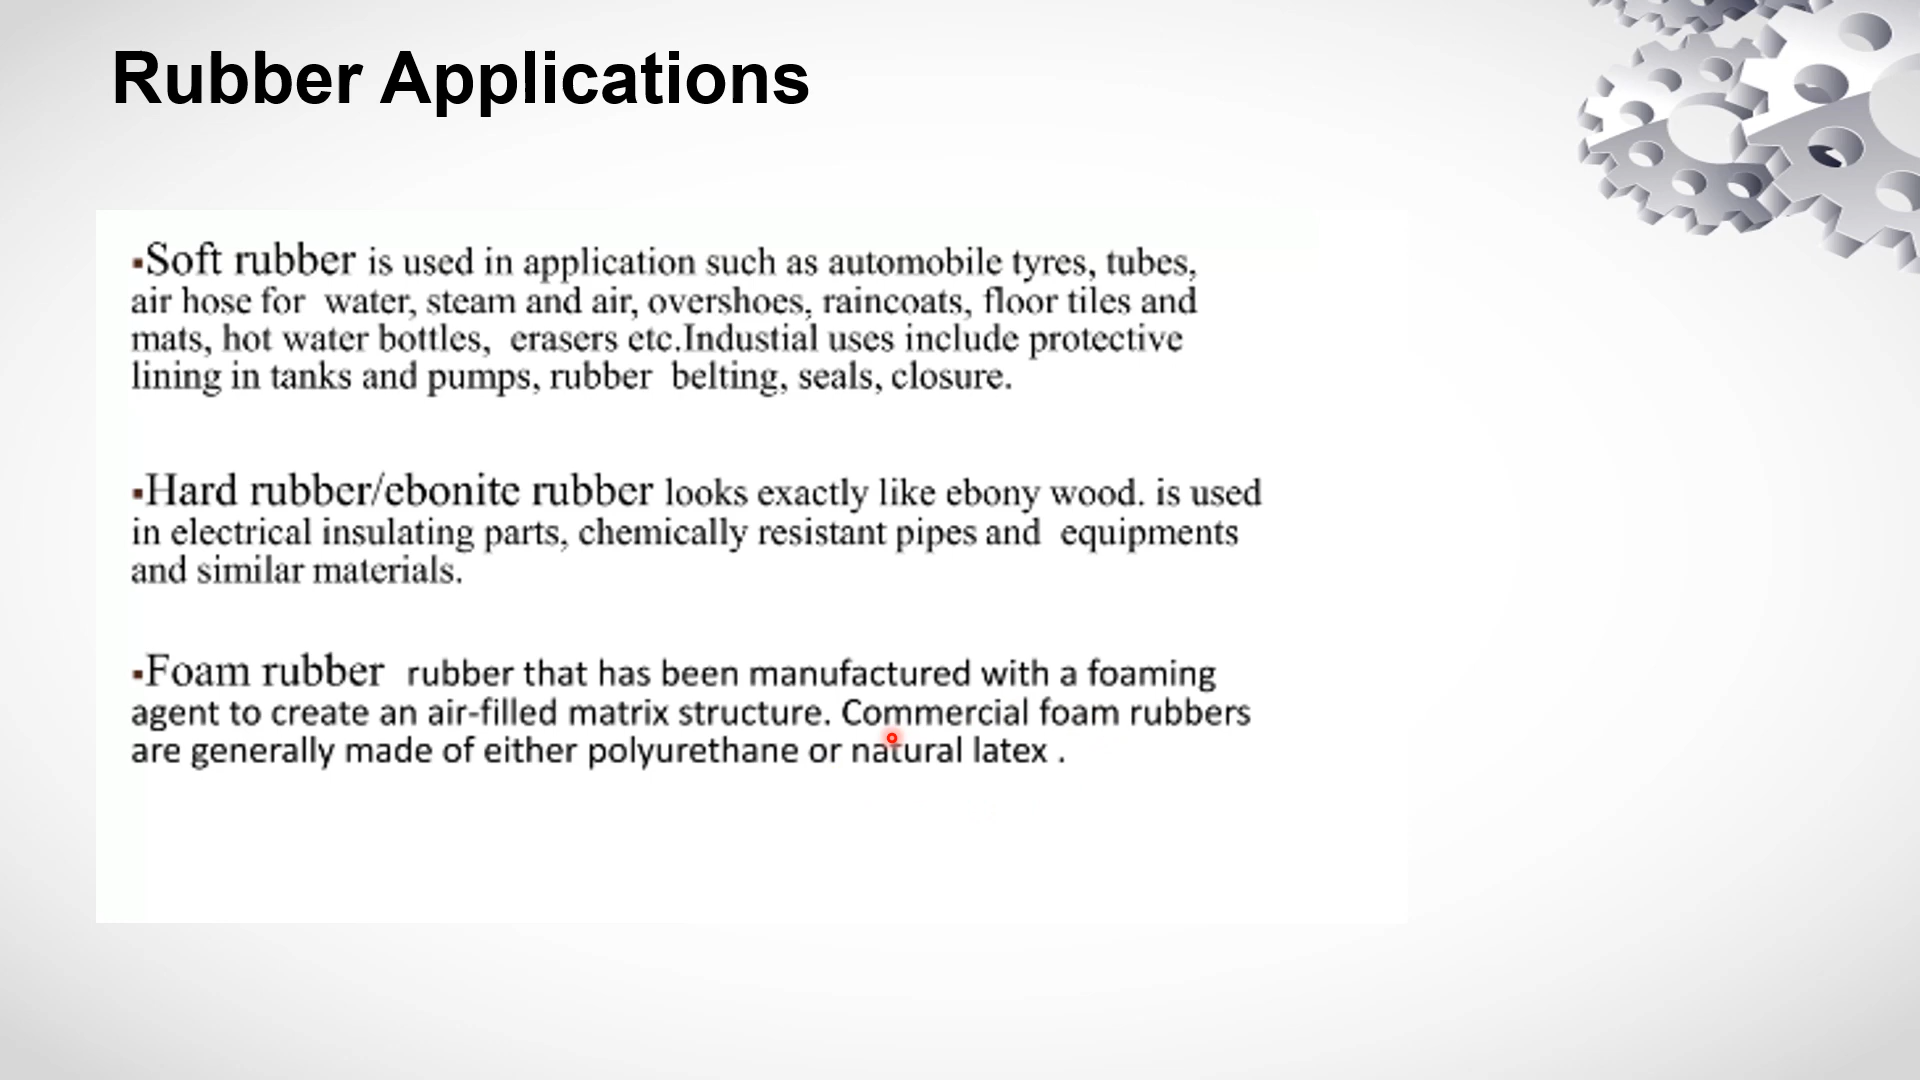 Rubber Applications
▪Soft rubber is used in application such as automobile tyres, tubes,
air hose for water, steam and air, overshoes, raincoats, floor tiles and
mats, hot water bottles, erasers etc.Industial uses include protective
lining in tanks and pumps, rubber belting, seals, closure.
▪Hard rubber/ebonite rubber looks exactly like ebony wood. is used
in electrical insulating parts, chemically resistant pipes and equipments
and similar materials.
▪Foam rubber rubber that has been manufactured with a foaming
agent to create an air-filled matrix structure. Commercial foam rubbers
are generally made of either polyurethane or natural latex .